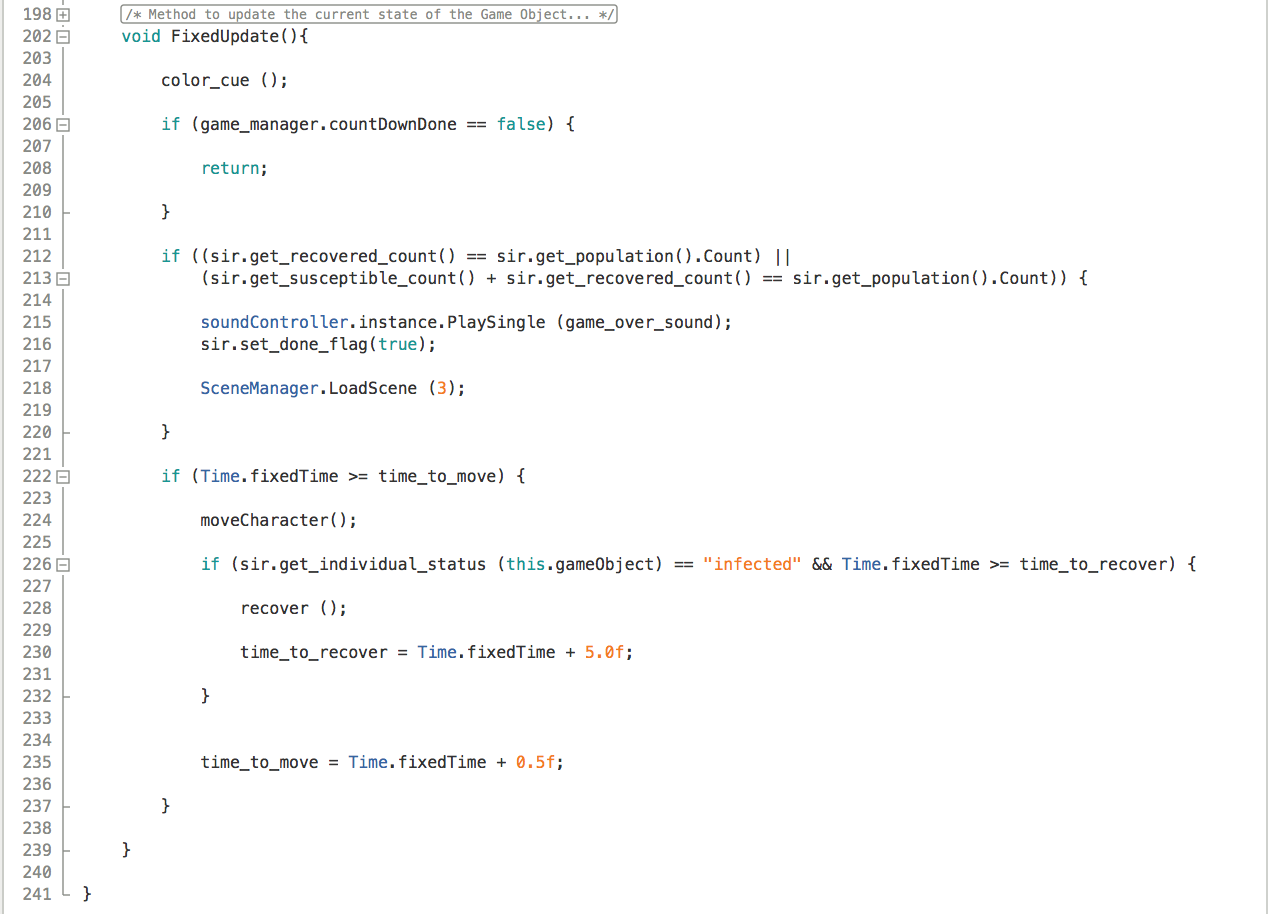 198 /* Method to update the current state of the Game Object... */
202 void FixedUpdate(){
203
204 color_cue ();
205
206 if (game_manager.countDownDone == false) {
207
208 return;
209
210 }
211
212 if ((sir.get_recovered_count() == sir.get_population().Count) ||
213 (sir.get_susceptible_count() + sir.get_recovered_count() == sir.get_population().Count)) {
214
215 soundController.instance.PlaySingle (game_over_sound);
216 sir.set_done_flag(true);
217
218 SceneManager.LoadScene (3);
219
220 }
221
222 if (Time.fixedTime >= time_to_move) {
223
224 moveCharacter();
225
226 if (sir.get_individual_status (this.gameObject) == "infected" && Time.fixedTime >= time_to_recover) {
227
228 recover ();
229
230 time_to_recover = Time.fixedTime + 5.0f;
231
232 }
233
234
235 time_to_move = Time.fixedTime + 0.5f;
236
237 }
238
239 }
240
241 }